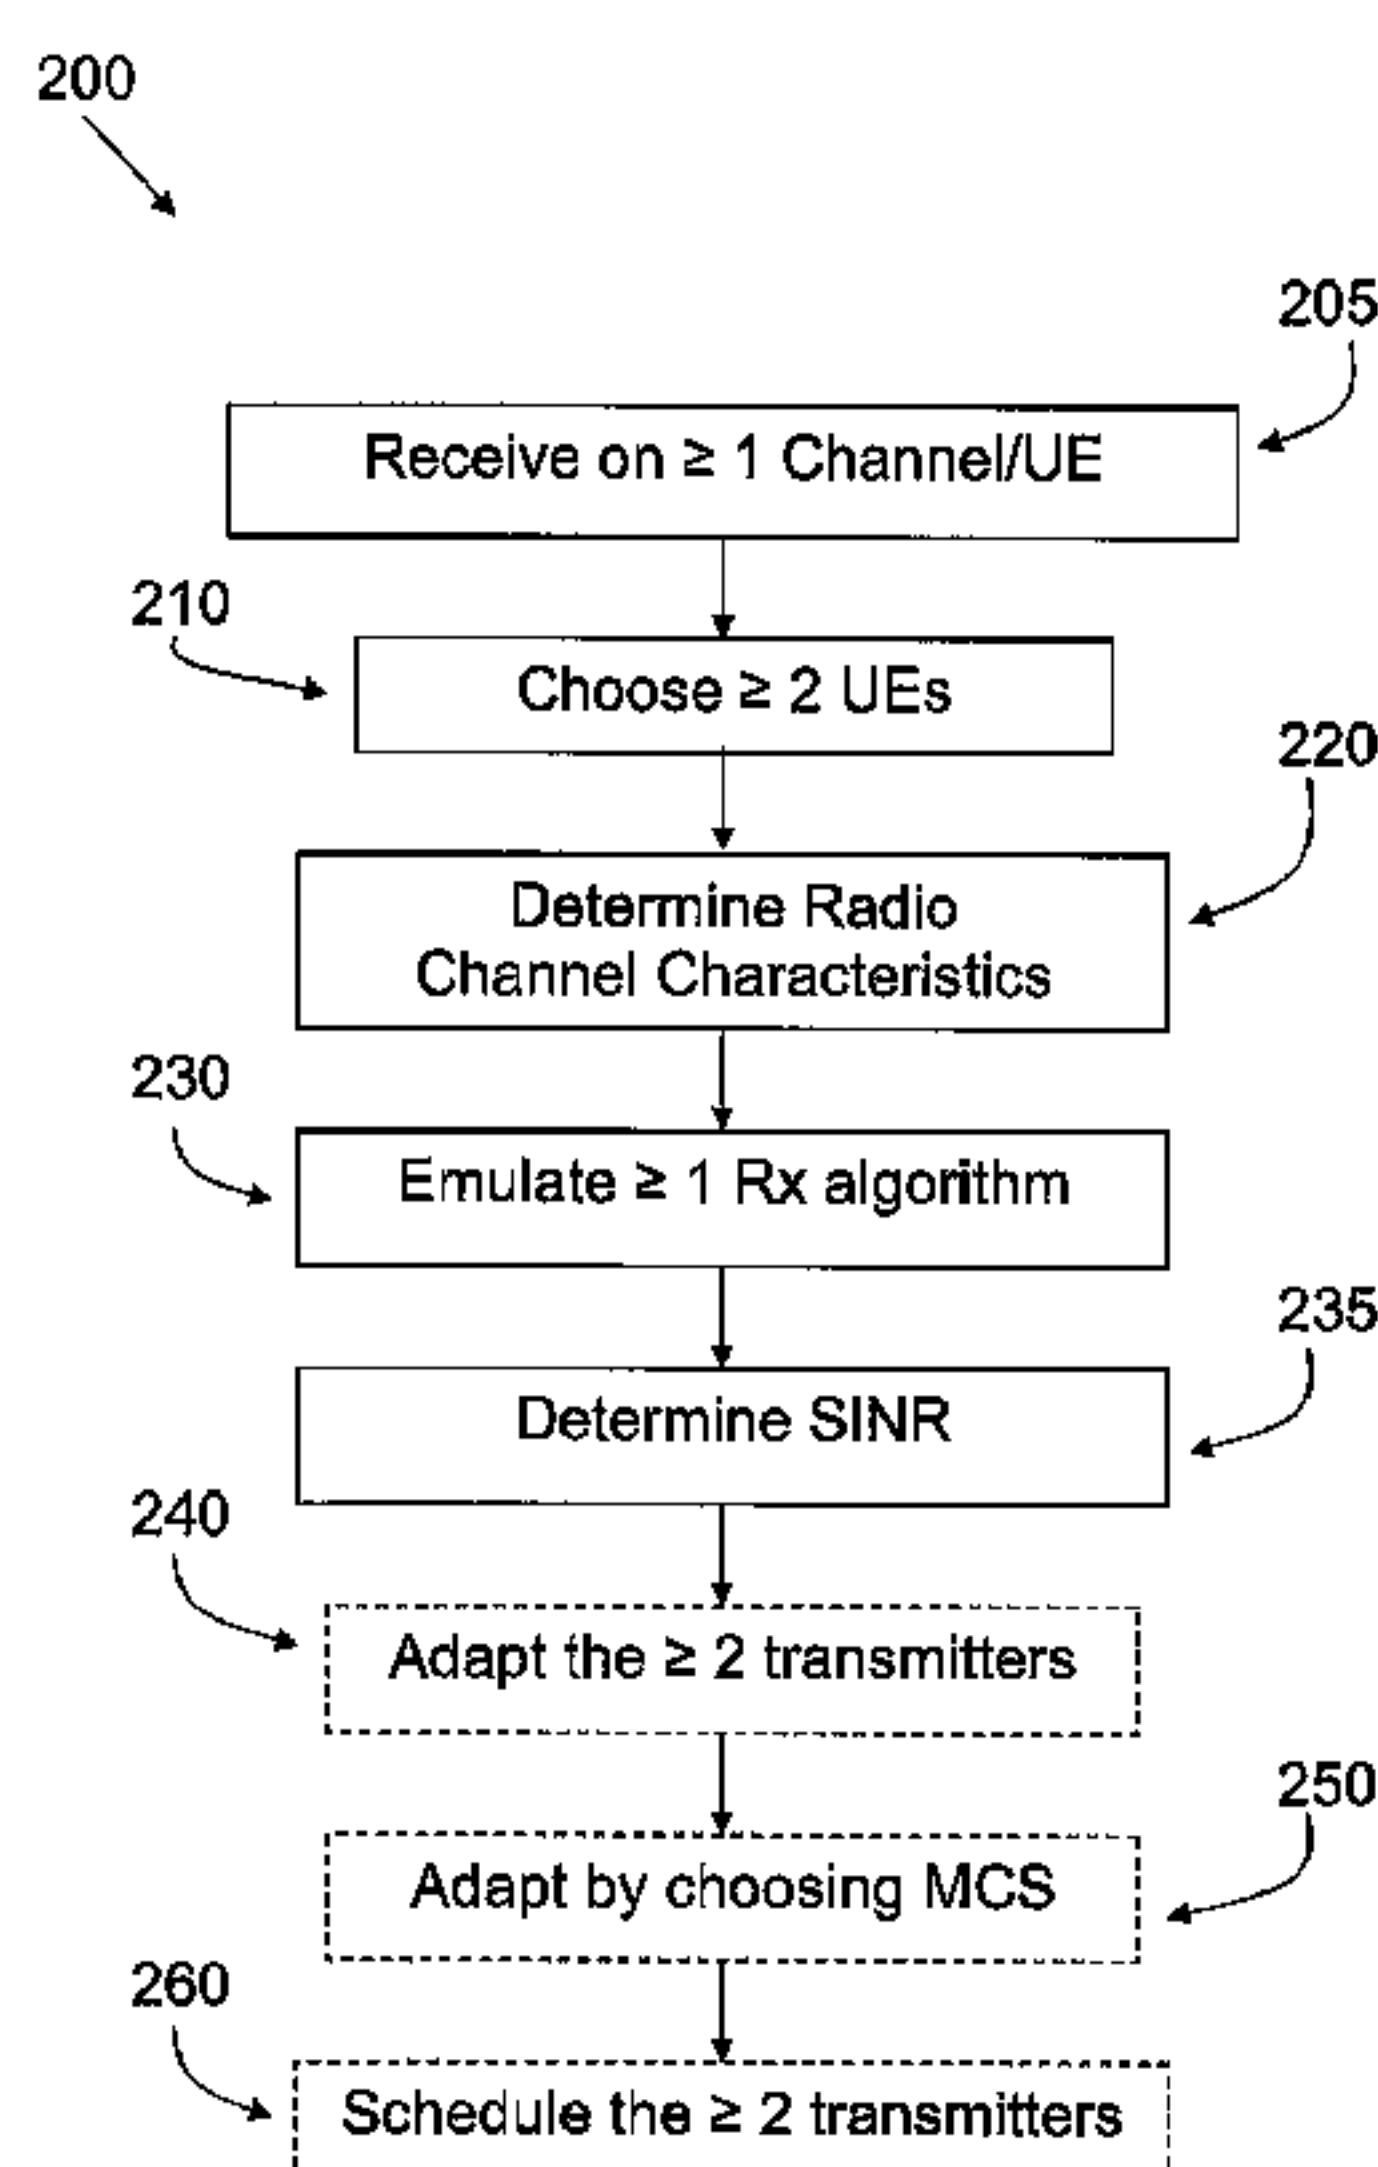 200
205
Receive on ≥ 1 Channel/UE
210
Choose ≥ 2 UEs
220
Determine Radio
Channel Characteristics
230
Emulate ≥ 1 Rx algorithm
235
Determine SINR
240
Adapt the ≥ 2 transmitters
250
Adapt by choosing MCS
260
Schedule the ≥ 2 transmitters